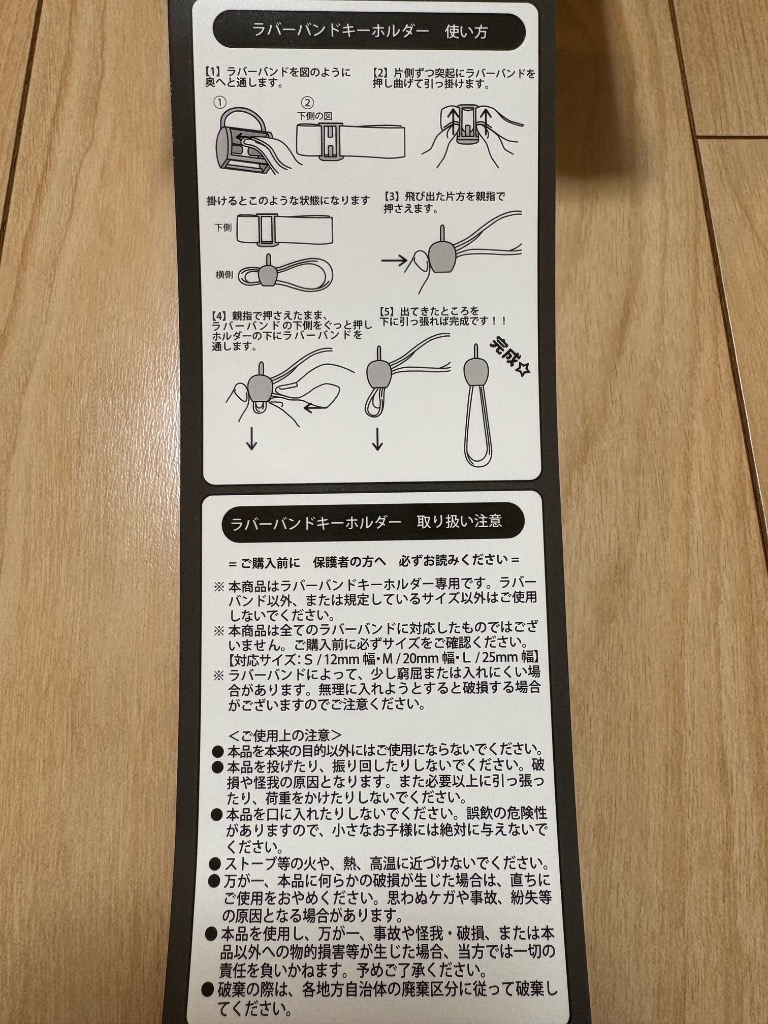 ラバーバンドキーホルダー　使い方
【1】ラバーバンドを図のように
奥へと通します。
【2】片側ずつ突起にラバーバンドを
押し曲げて引っ掛けます。
①
②
下側の図
掛けるとこのような状態になります
下側
横側
【3】飛び出た片方を親指で
押さえます。
【4】親指で押さえたまま、
ラバーバンドの下側をぐっと押し
ホルダーの下にラバーバンドを
通します。
【5】出てきたところを
下に引っ張れば完成です！！
完成☆
ラバーバンドキーホルダー　取り扱い注意
= ご購入前に　保護者の方へ　必ずお読みください =
※ 本商品はラバーバンドキーホルダー専用です。ラバー
バンド以外、または規定しているサイズ以外はご使用
しないでください。
※ 本商品は全てのラバーバンドに対応したものではござ
いません。ご購入前に必ずサイズをご確認ください。
【対応サイズ：S / 12mm 幅・M / 20mm 幅・L / 25mm 幅】
※ ラバーバンドによって、少し窮屈または入れにくい場
合があります。無理に入れようとすると破損する場合
がございますのでご注意ください。
＜ご使用上の注意＞
● 本品を本来の目的以外にはご使用にならないでください。
● 本品を投げたり、振り回したりしないでください。破
損や怪我の原因となります。また必要以上に引っ張っ
たり、荷重をかけたりしないでください。
● 本品を口に入れたりしないでください。誤飲の危険性
がありますので、小さなお子様には絶対に与えないで
ください。
● ストーブ等の火や、熱、高温に近づけないでください。
● 万が一、本品に何らかの破損が生じた場合は、直ちに
ご使用をおやめください。思わぬケガや事故、紛失等
の原因となる場合があります。
● 本品を使用し、万が一、事故や怪我・破損、または本
品以外への物的損害等が生じた場合、当方では一切の
責任を負いかねます。予めご了承ください。
● 破棄の際は、各地方自治体の廃棄区分に従って破棄し
てください。